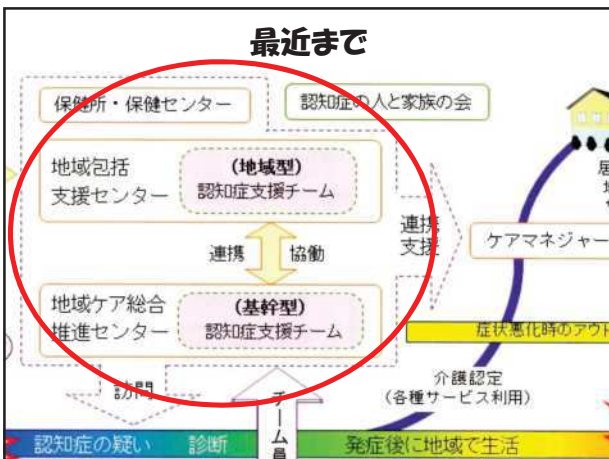 最近まで
保健所・保健センター
認知症の人と家族の会
地域包括
支援センター
(地域型)
認知症支援チーム
連携
協働
地域ケア総合
推進センター
(基幹型)
認知症支援チーム
連携
支援
ケアマネジャー
症状悪化時のアウト
訪問
介護認定
(各種サービス利用)
チーム員
認知症の疑い
診断
発症後に地域で生活